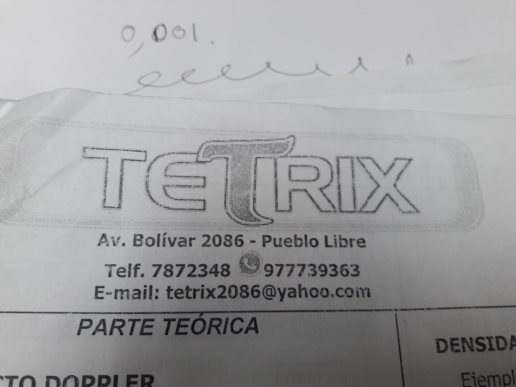 0,001.
TETRIX
Av. Bolívar 2086 - Pueblo Libre
Telf. 7872348 977739363
E-mail: tetrix2086@yahoo.com
PARTE TEÓRICA
DENSIDA
CTO DOPPLER
Ejempl